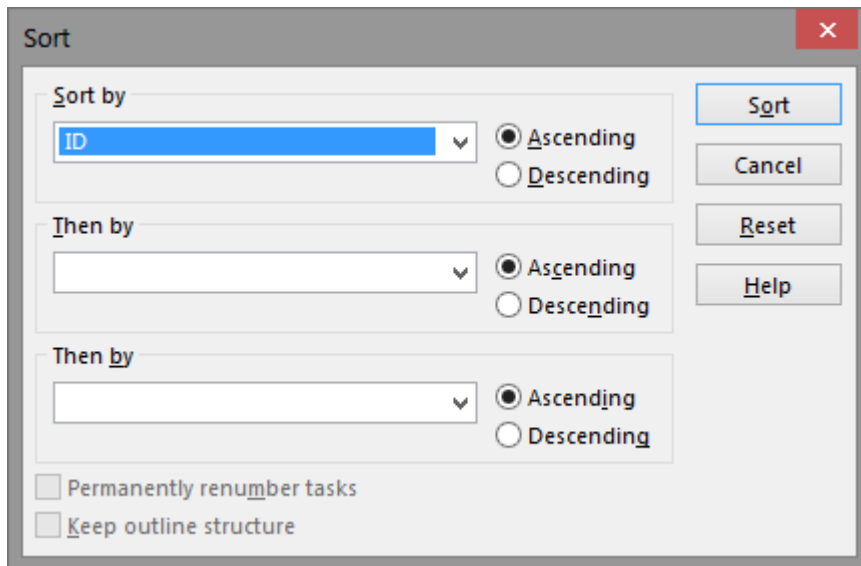 Sort
Sort by
ID
Ascending
Descending
Sort
Cancel
Reset
Help
Then by
Ascending
Descending
Then by
Ascending
Descending
Permanently renumber tasks
Keep outline structure